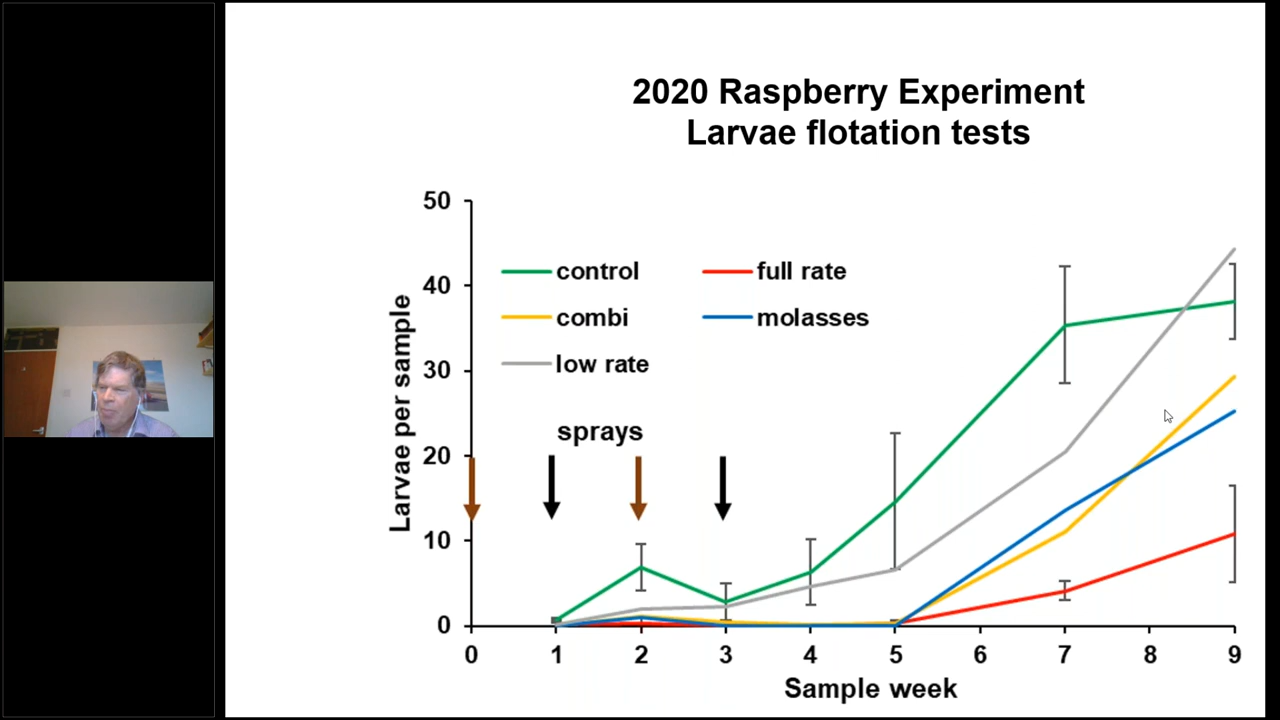 2020 Raspberry Experiment
Larvae flotation tests
50
40
30
20
10
0
Larvae per sample
control
full rate
combi
molasses
low rate
sprays
0 1 2 3 4 5 6 7 8 9
Sample week